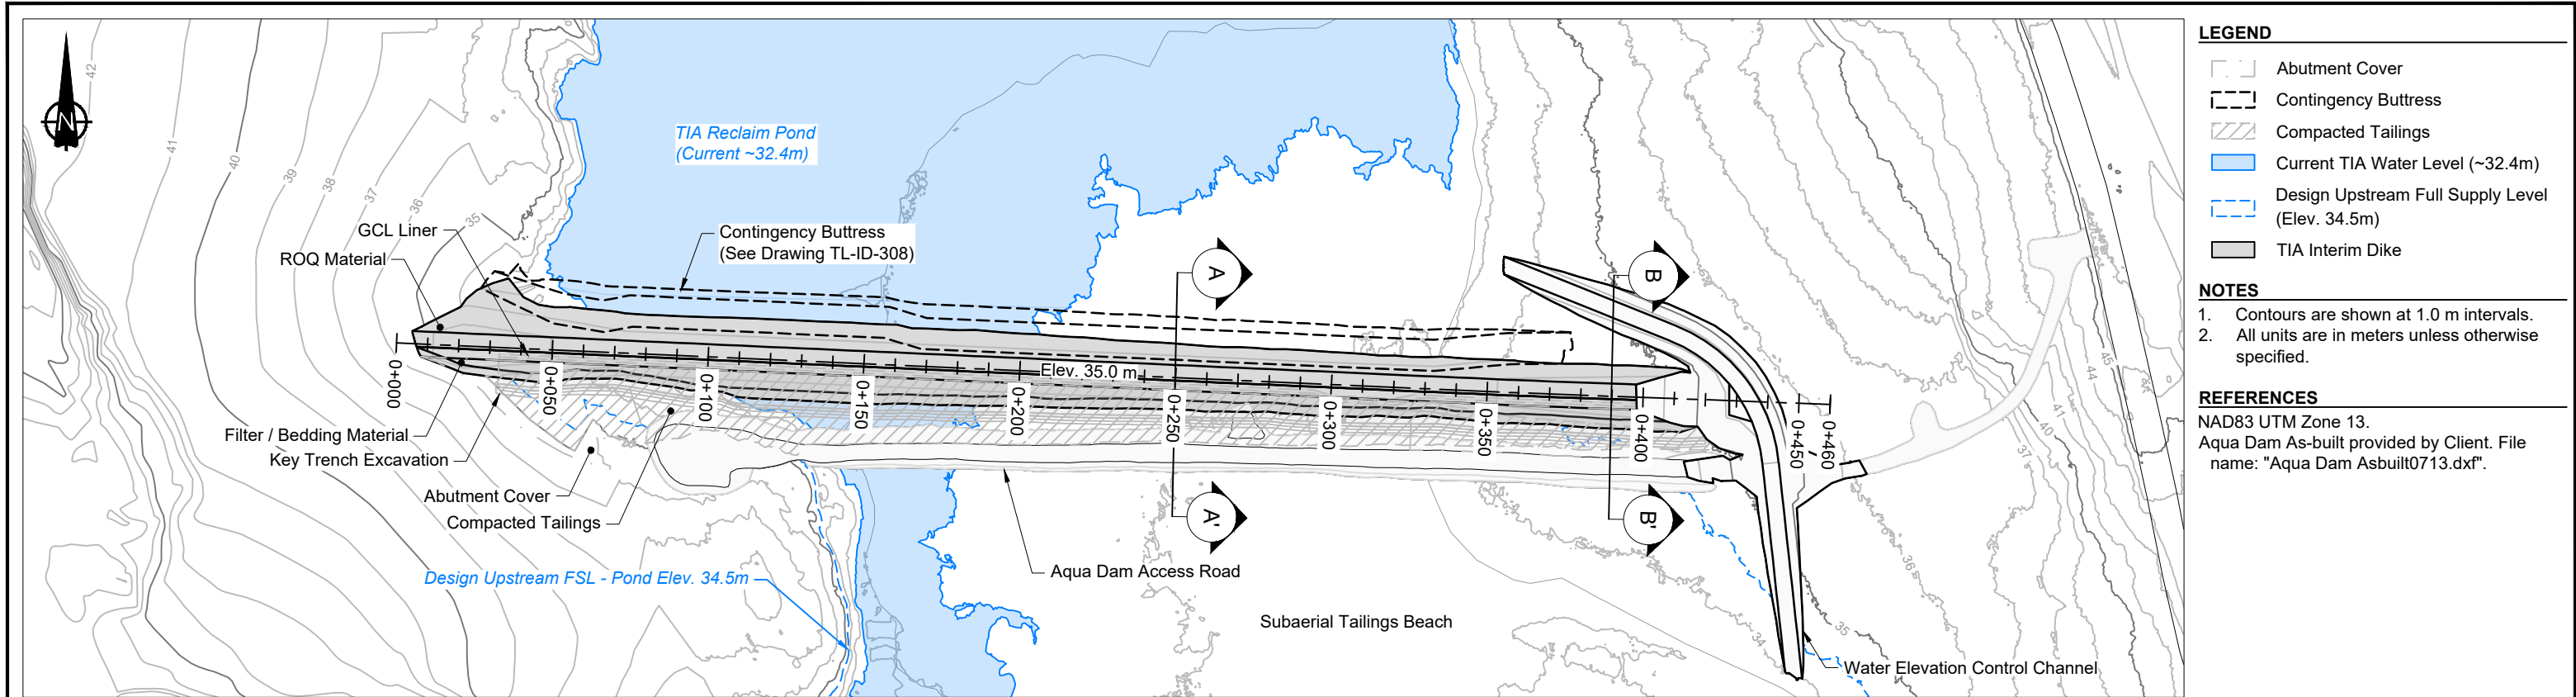 42
41
40
39
38
37
36
35
N
TIA Reclaim Pond
(Current ~32.4m)
GCL Liner
ROQ Material
Contingency Buttress
(See Drawing TL-ID-308)
A
B
Elev. 35.0 m
0+000
0+050
0+100
0+150
0+200
0+250
0+300
0+350
0+400
0+450
0+460
Filter / Bedding Material
Key Trench Excavation
Abutment Cover
Compacted Tailings
A'
B'
Design Upstream FSL - Pond Elev. 34.5m
Aqua Dam Access Road
Subaerial Tailings Beach
Water Elevation Control Channel
34
35
36
37
40
41
44
45
LEGEND
Abutment Cover
Contingency Buttress
Compacted Tailings
Current TIA Water Level (~32.4m)
Design Upstream Full Supply Level
(Elev. 34.5m)
TIA Interim Dike
NOTES
1. Contours are shown at 1.0 m intervals.
2. All units are in meters unless otherwise
specified.
REFERENCES
NAD83 UTM Zone 13.
Aqua Dam As-built provided by Client. File
name: "Aqua Dam Asbuilt0713.dxf".